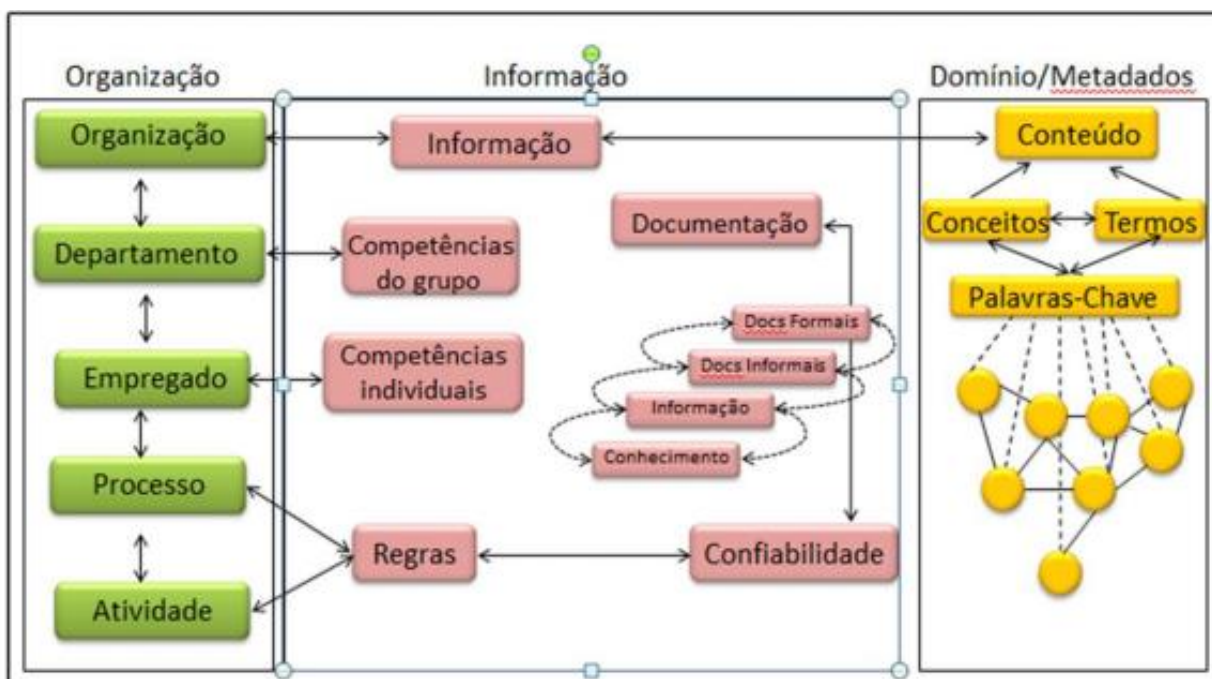 Organização
Informação
Domínio/Metadados
Organização
Informação
Conteúdo
Departamento
Competências
do grupo
Documentação
Conceitos
Termos
Palavras-Chave
Docs Formais
Empregado
Competências
individuais
Docs Informais
Informação
Conhecimento
Processo
Regras
Confiabilidade
Atividade